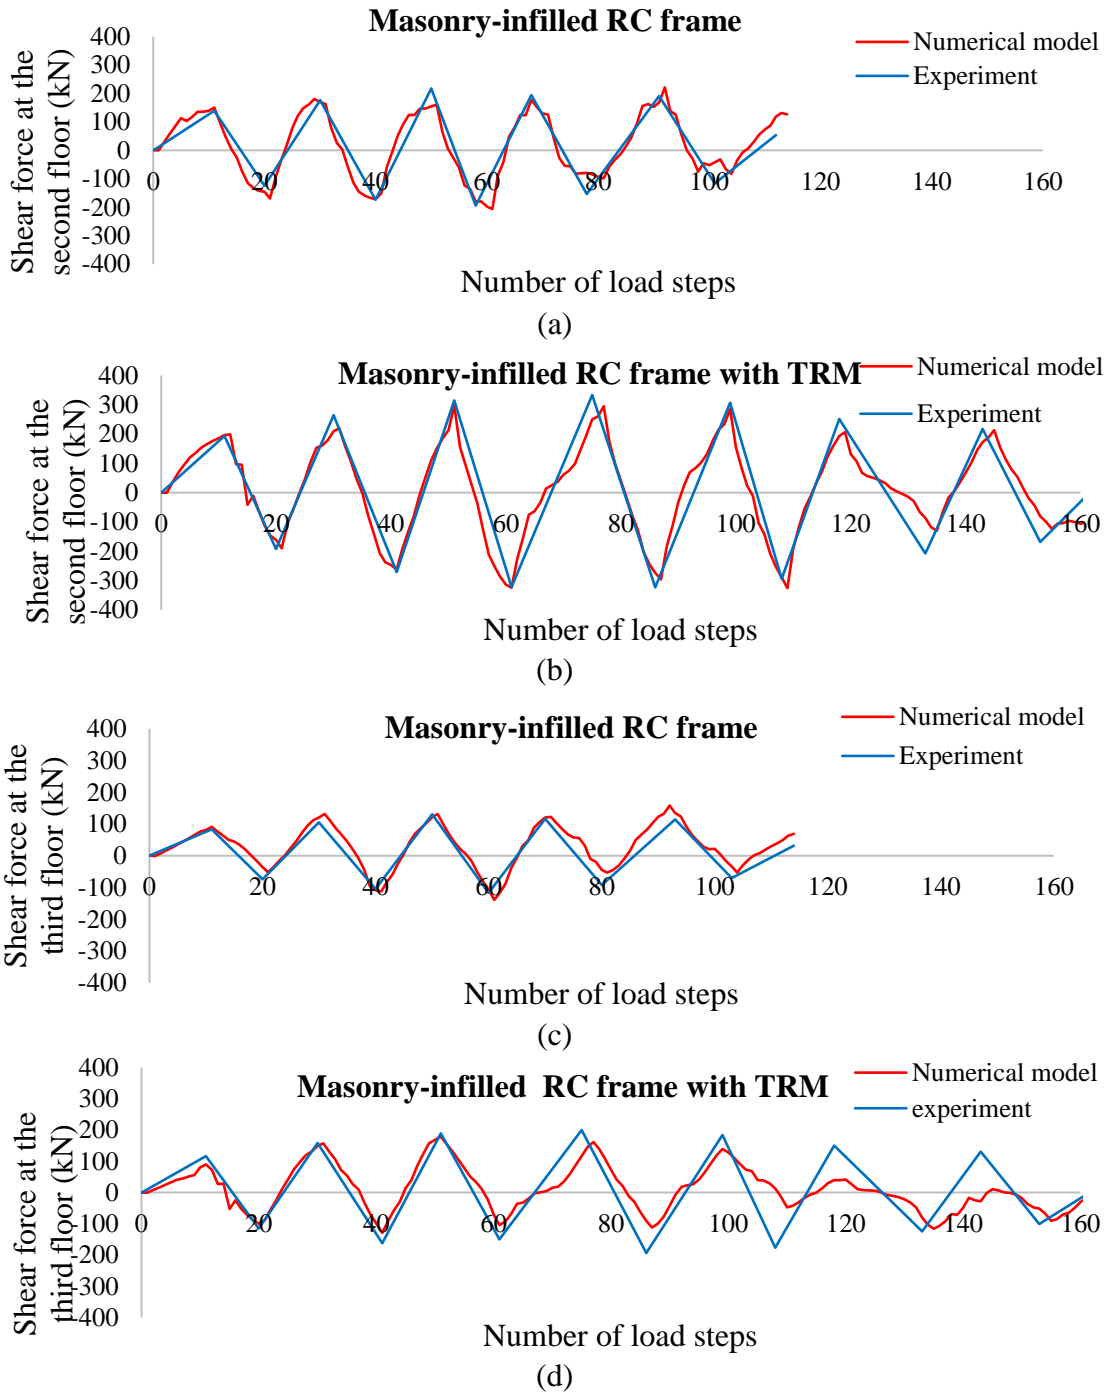 Masonry-infilled RC frame
Shear force at the
second floor (kN)
400
300
200
100
0
-100
-200
-300
-400
0 20 40 60 80 100 120 140 160
Numerical model
Experiment
Number of load steps
(a)
Masonry-infilled RC frame with TRM
Shear force at the
second floor (kN)
400
300
200
100
0
-100
-200
-300
-400
0 20 40 60 80 100 120 140 160
Numerical model
Experiment
Number of load steps
(b)
Masonry-infilled RC frame
Shear force at the
third floor (kN)
400
300
200
100
0
-100
-200
-300
-400
0 20 40 60 80 100 120 140 160
Numerical model
Experiment
Number of load steps
(c)
Masonry-infilled RC frame with TRM
Shear force at the
third floor (kN)
400
300
200
100
0
-100
-200
-300
-400
0 20 40 60 80 100 120 140 160
Numerical model
experiment
Number of load steps
(d)